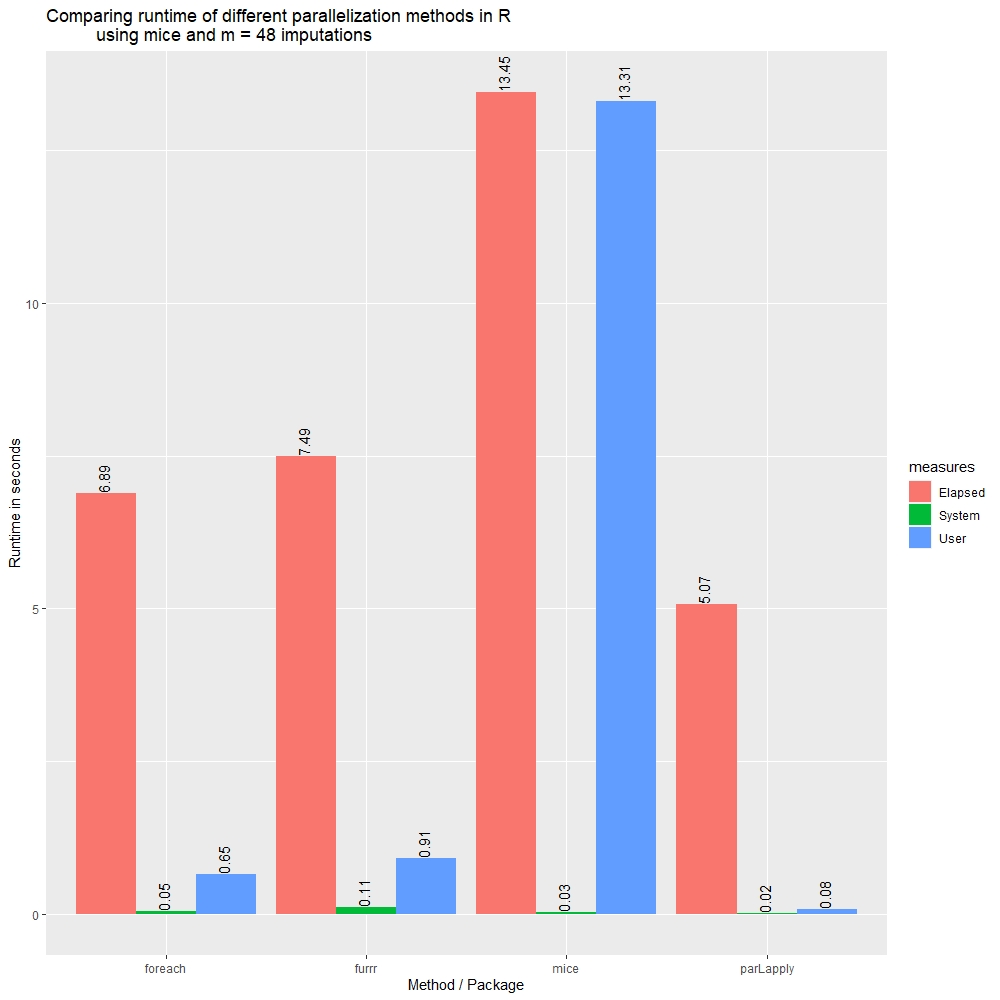 Comparing runtime of different parallelization methods in R
using mice and m = 48 imputations
Runtime in seconds
10
5
0
6.89
0.05
0.65
7.49
0.11
0.91
13.45
0.03
13.31
5.07
0.02
0.08
foreach
furrr
mice
parLapply
Method / Package
measures
Elapsed
System
User